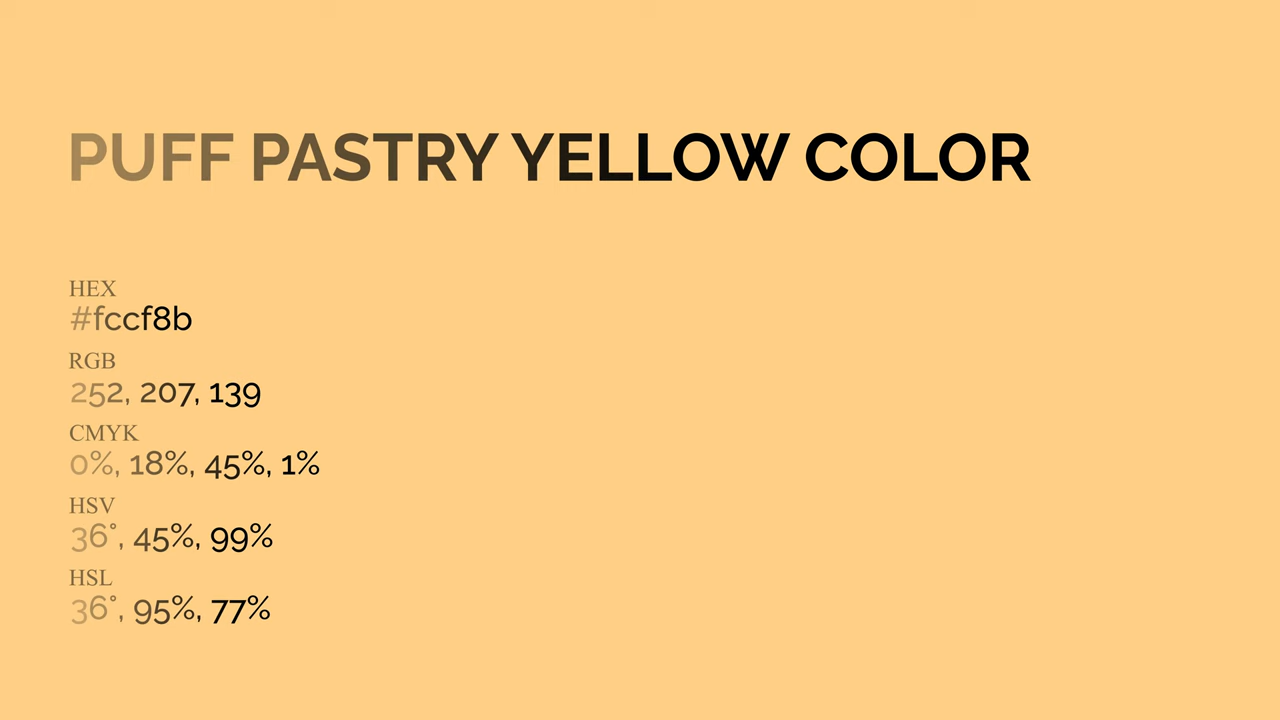 PUFF PASTRY YELLOW COLOR
HEX
#fccf8b
RGB
252, 207, 139
CMYK
0%, 18%, 45%, 1%
HSV
36°, 45%, 99%
HSL
36°, 95%, 77%